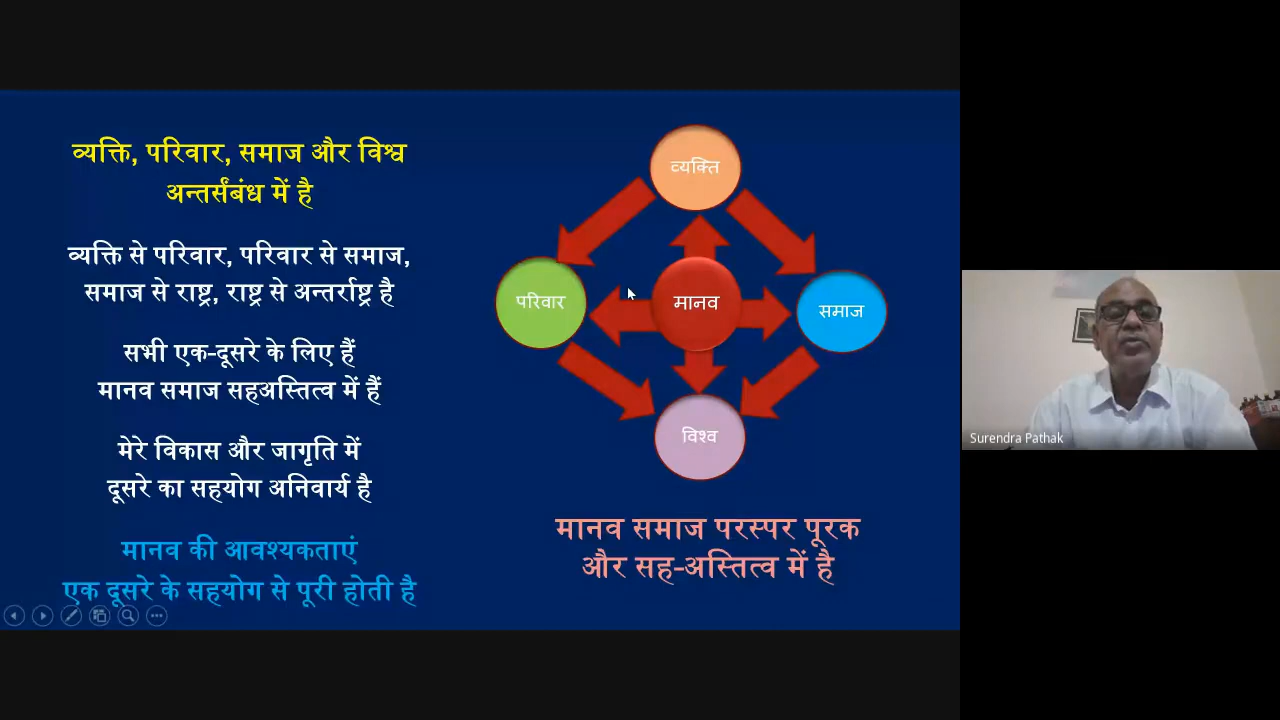 व्यक्ति, परिवार, समाज और विश्व
अन्तर्संबंध में है
व्यक्ति से परिवार, परिवार से समाज,
समाज से राष्ट्र, राष्ट्र से अन्तर्राष्ट्र है
सभी एक-दूसरे के लिए हैं
मानव समाज सहअस्तित्व में हैं
मेरे विकास और जागृति में
दूसरे का सहयोग अनिवार्य है
मानव की आवश्यकताएं
एक दूसरे के सहयोग से पूरी होती है
व्यक्ति
परिवार
मानव
समाज
विश्व
मानव समाज परस्पर पूरक
और सह-अस्तित्व में है
Surendra Pathak